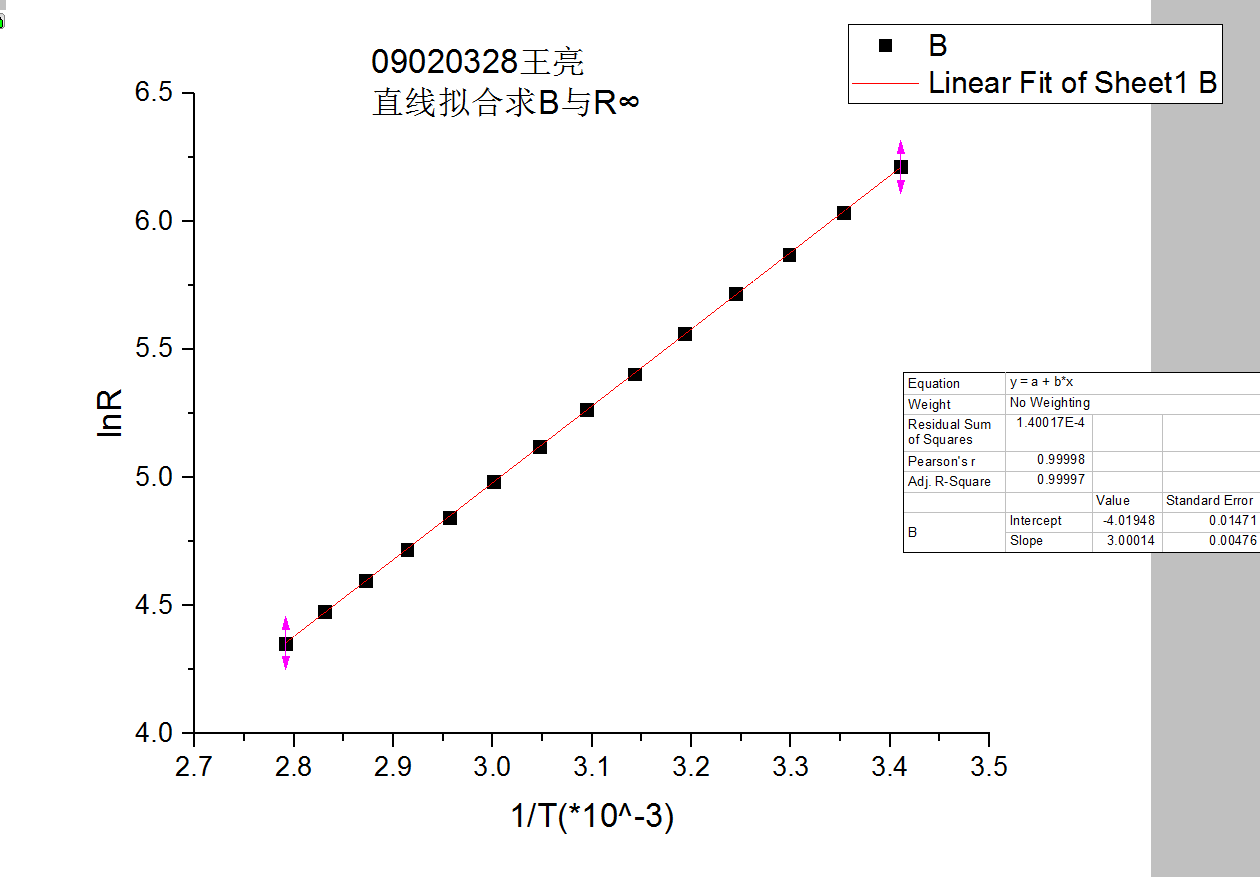 09020328王亮
直线拟合求B与R∞
B
Linear Fit of Sheet1 B
6.5
6.0
5.5
5.0
4.5
4.0
lnR
2.7 2.8 2.9 3.0 3.1 3.2 3.3 3.4 3.5
1/T(*10^-3)
Equation y = a + b*x
Weight No Weighting
Residual Sum
of Squares 1.40017E-4
Pearson's r 0.99998
Adj. R-Square 0.99997
Value Standard Error
B Intercept -4.01948 0.01471
Slope 3.00014 0.00476